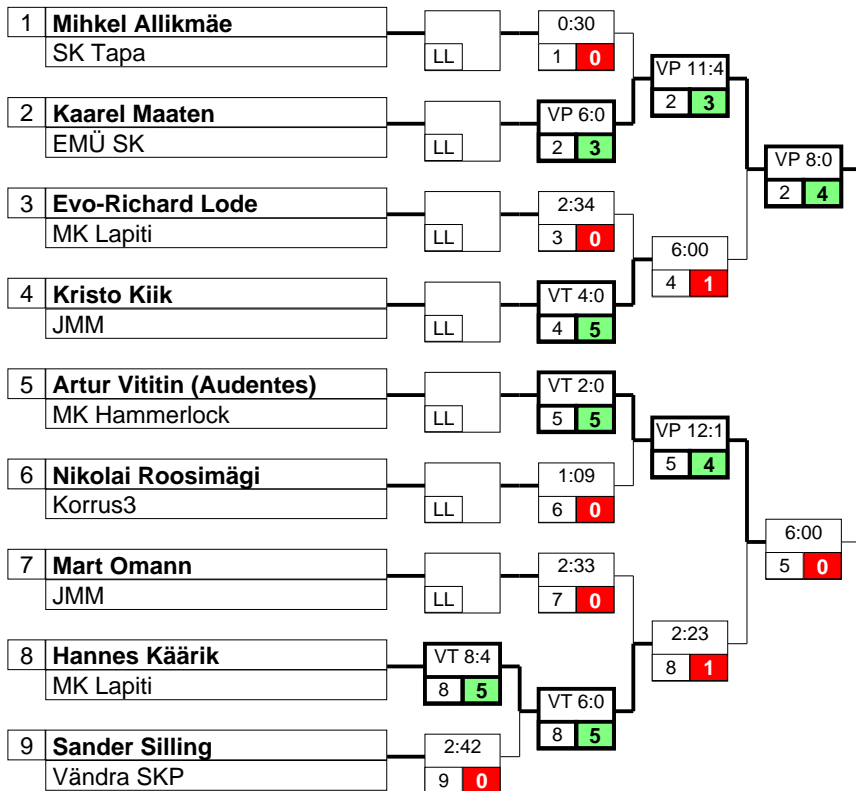 1 Mihkel Allikmäe
SK Tapa
LL
0:30
1 0
VP 11:4
2 3
2 Kaarel Maaten
EMÜ SK
LL
VP 6:0
2 3
VP 8:0
2 4
3 Evo-Richard Lode
MK Lapiti
LL
2:34
3 0
6:00
4 1
4 Kristo Kiik
JMM
LL
VT 4:0
4 5
5 Artur Vititin (Audentes)
MK Hammerlock
LL
VT 2:0
5 5
VP 12:1
5 4
6 Nikolai Roosimägi
Korrus3
LL
1:09
6 0
6:00
5 0
7 Mart Omann
JMM
LL
2:33
7 0
2:23
8 1
8 Hannes Käärik
MK Lapiti
VT 8:4
8 5
VT 6:0
8 5
9 Sander Silling
Vändra SKP
2:42
9 0